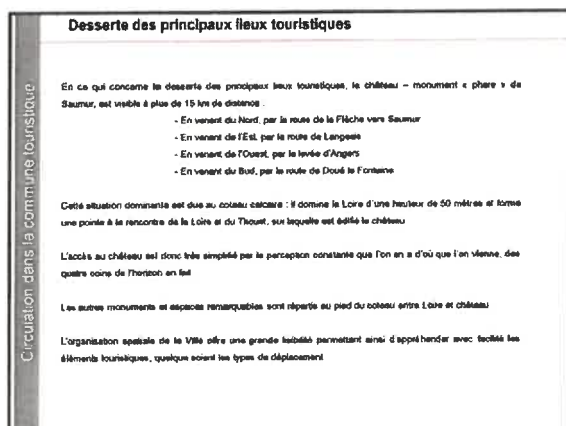 Desserte des principaux lieux touristiques
Circulation dans la commune touristique
En ce qui concerne la desserte des principaux lieux touristiques, le château – monument « phare » de
Saumur, est visible à plus de 15 km de distance :
- En venant du Nord, par la route de la Flèche vers Saumur
- En venant de l'Est, par la route de Langeais
- En venant de l'Ouest, par la levée d'Angers
- En venant du Sud, par la route de Doué la Fontaine
Cette situation dominante est due au coteau calcaire : il domine la Loire d'une hauteur de 50 mètres et forme
une pointe à la rencontre de la Loire et du Thouet, sur laquelle est édifié le château
L'accès au château est donc très simplifié par la perception constante que l'on en a d'où que l'on vienne, des
quatre coins de l'horizon en fait
Les autres monuments et espaces remarquables sont répartis au pied du coteau entre Loire et château
L'organisation spatiale de la Ville offre une grande lisibilité permettant ainsi d'appréhender avec facilité les
éléments touristiques, quelque soient les types de déplacement